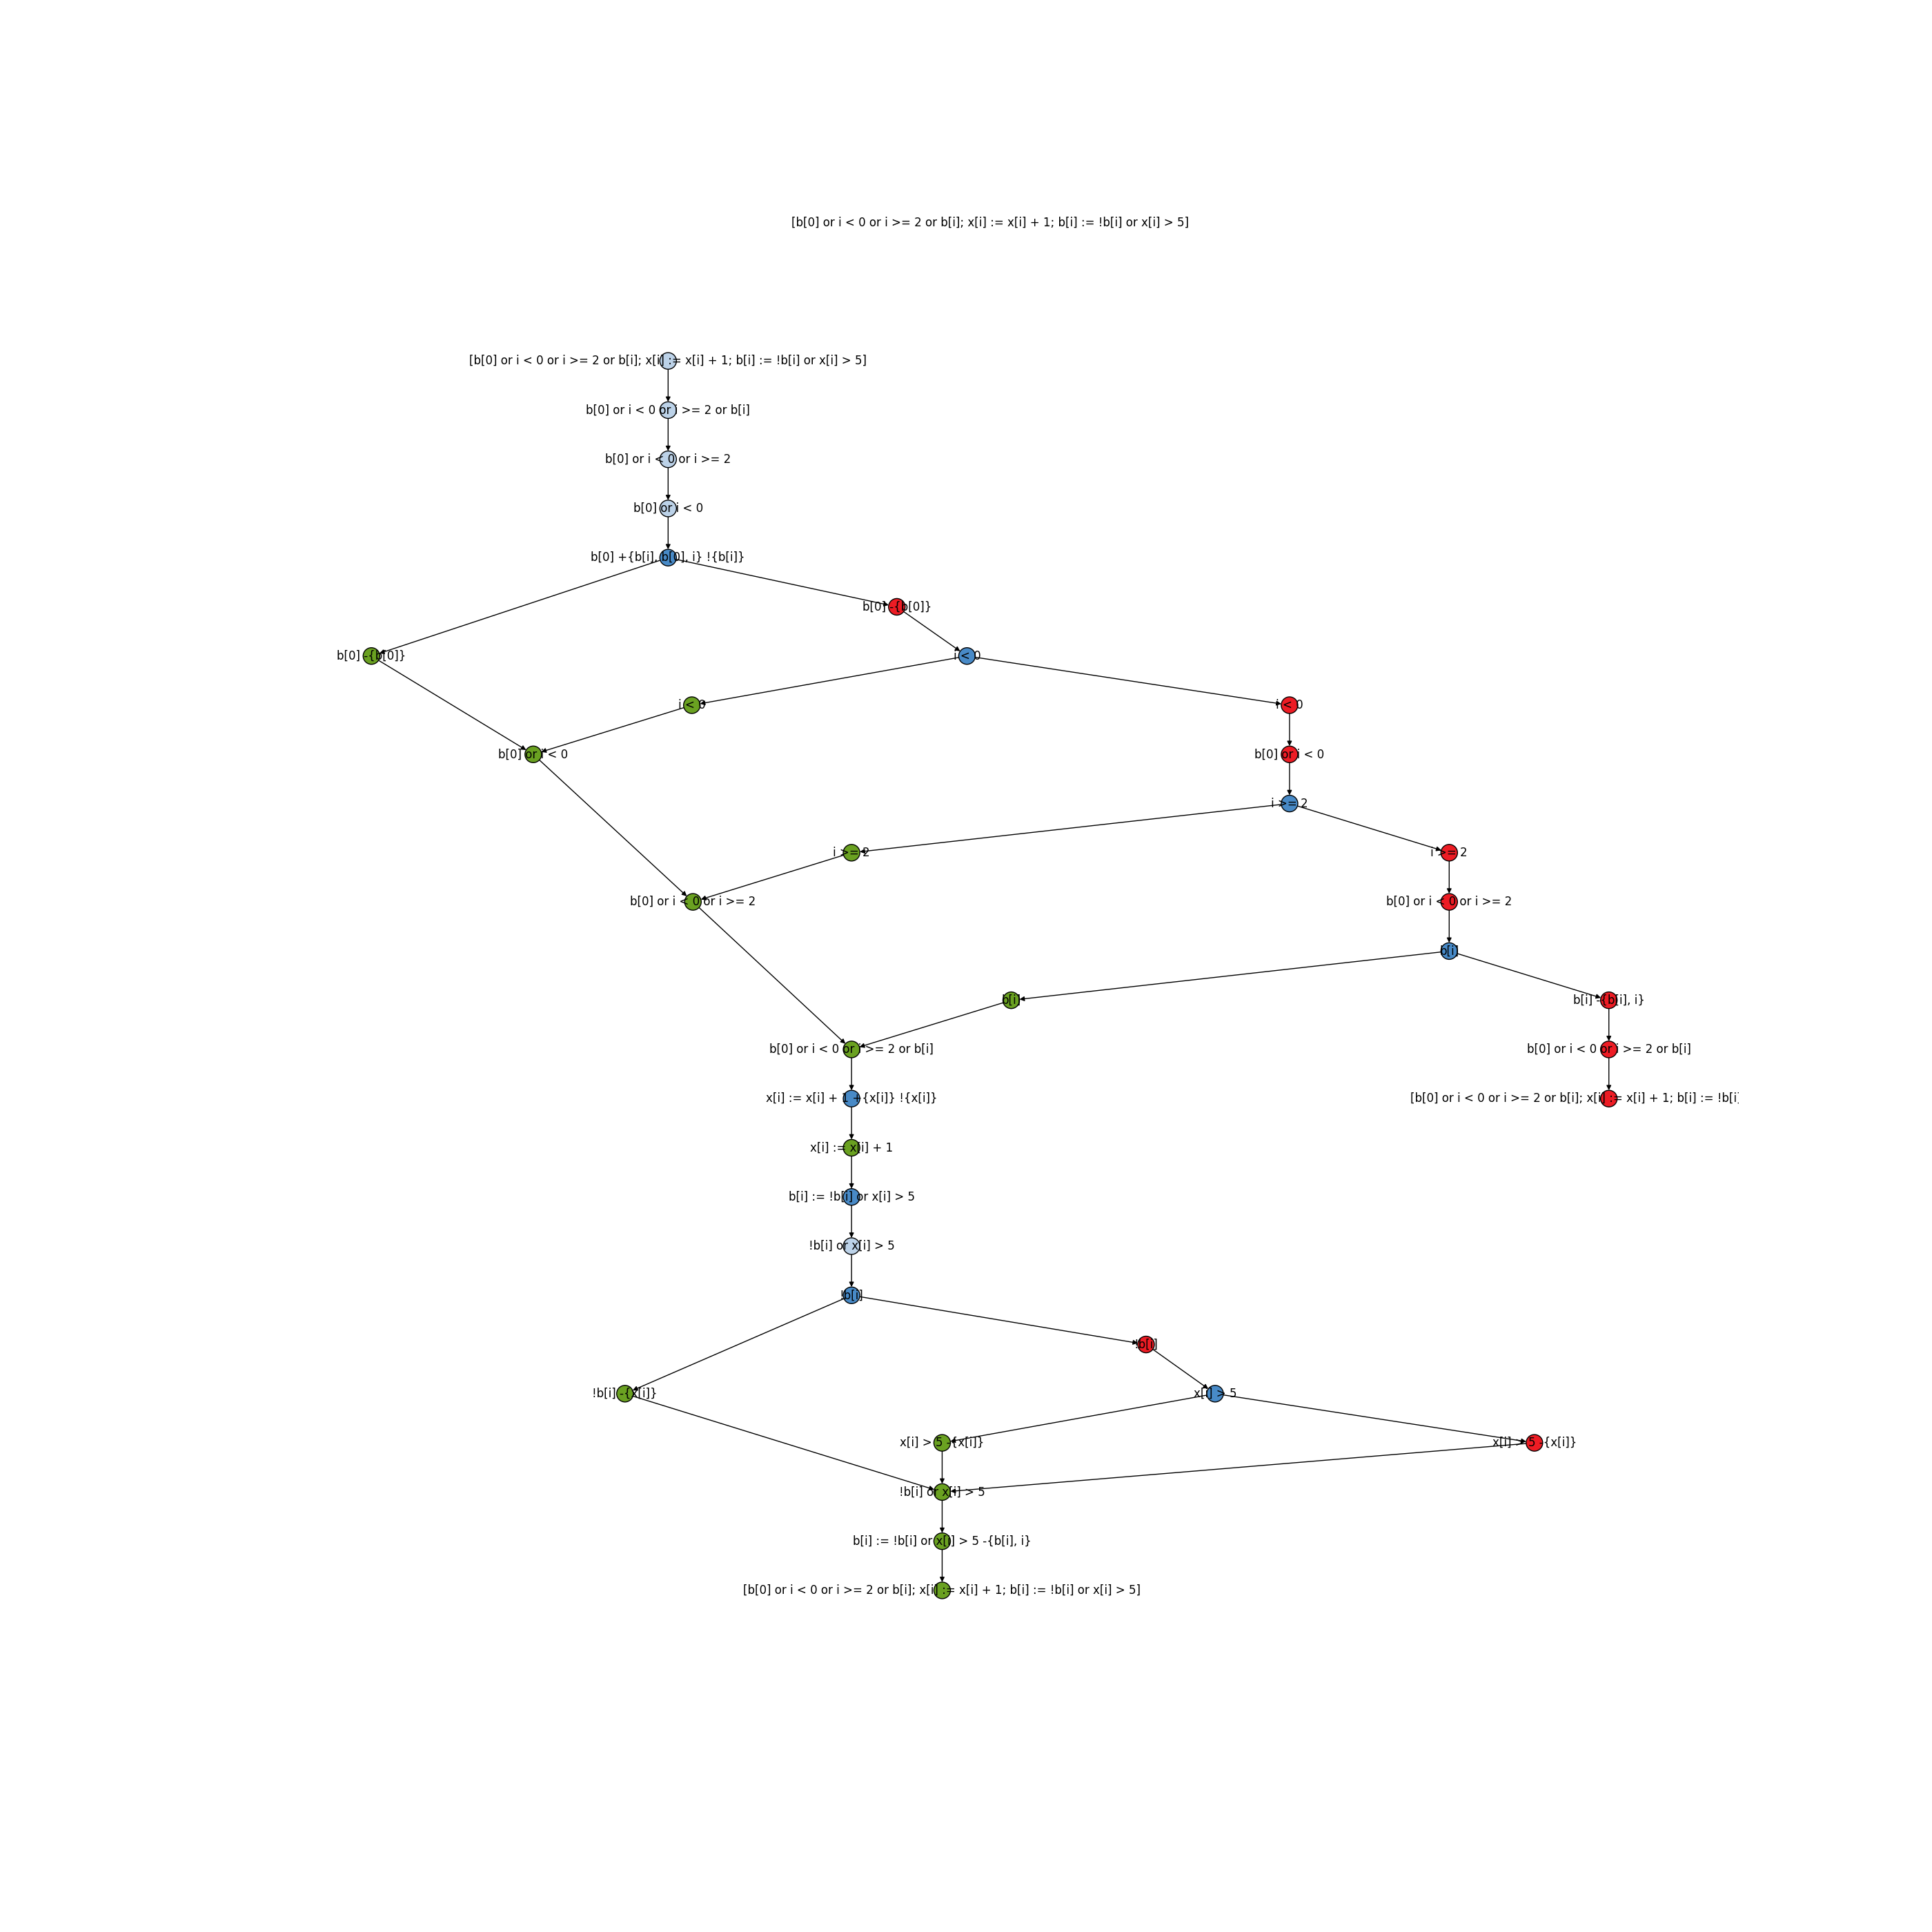 [b[0] or i < 0 or i >= 2 or b[i]; x[i] := x[i] + 1; b[i] := !b[i] or x[i] > 5]
[b[0] or i < 0 or i >= 2 or b[i]; x[i] := x[i] + 1; b[i] := !b[i] or x[i] > 5]
b[0] or i < 0 or i >= 2 or b[i]
b[0] or i < 0 or i >= 2
b[0] or i < 0
b[0] +{b[i], b[0], i} !{b[i]}
b[0] -{b[0]}
b[0] -{b[0]}
i < 0
i < 0
i < 0
b[0] or i < 0
b[0] or i < 0
i >= 2
i >= 2
i >= 2
b[0] or i < 0 or i >= 2
b[0] or i < 0 or i >= 2
b[i]
b[i]
b[i] -{b[i], i}
b[0] or i < 0 or i >= 2 or b[i]
b[0] or i < 0 or i >= 2 or b[i]
x[i] := x[i] + 1 +{x[i]} !{x[i]}
[b[0] or i < 0 or i >= 2 or b[i]; x[i] := x[i] + 1; b[i] := !b[i]
x[i] := x[i] + 1
b[i] := !b[i] or x[i] > 5
!b[i] or x[i] > 5
!b[i]
!b[i]
!b[i] -{x[i]}
x[i] > 5
x[i] > 5 -{x[i]}
x[i] > 5 -{x[i]}
!b[i] or x[i] > 5
b[i] := !b[i] or x[i] > 5 -{b[i], i}
[b[0] or i < 0 or i >= 2 or b[i]; x[i] := x[i] + 1; b[i] := !b[i] or x[i] > 5]